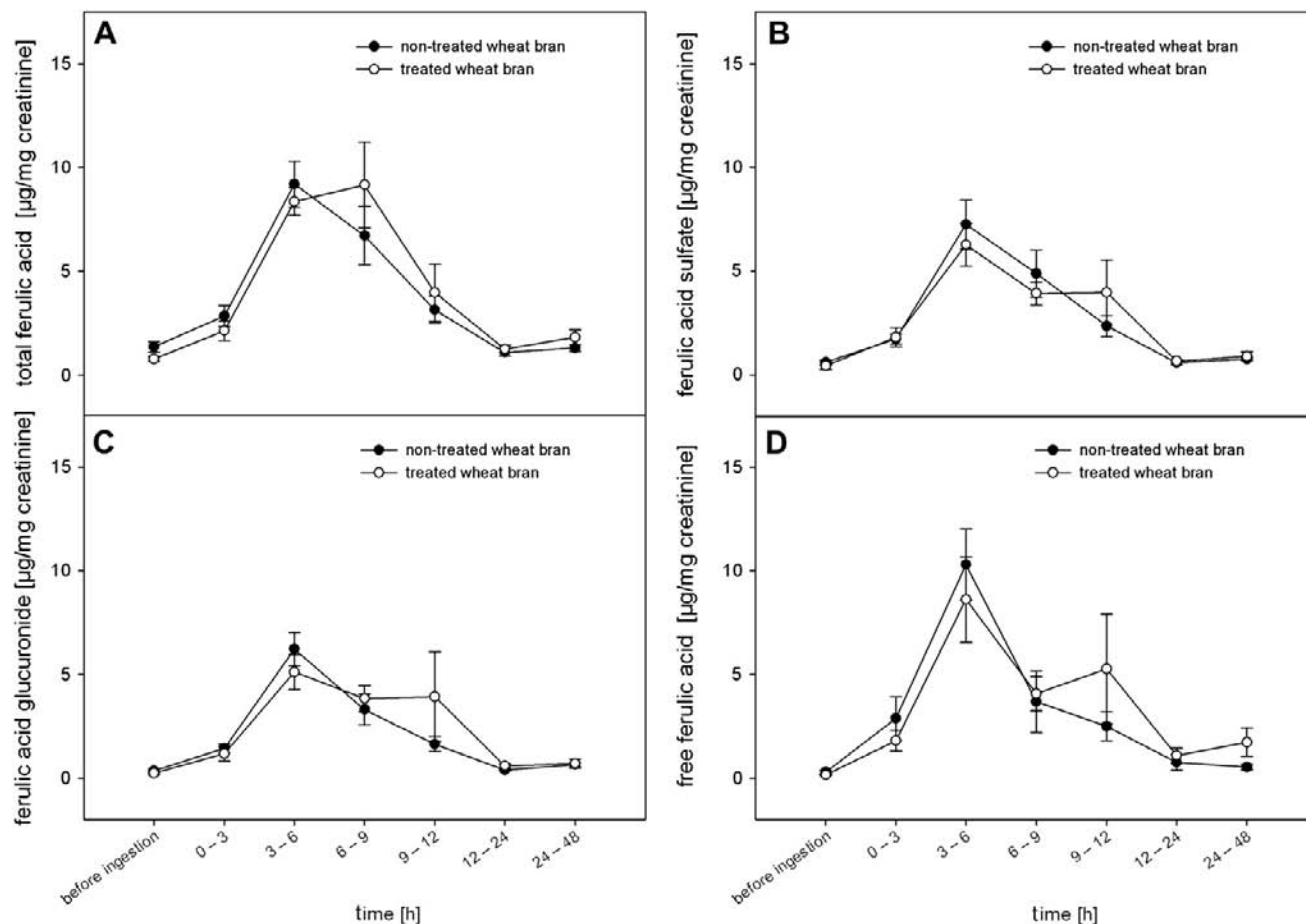 A
non-treated wheat bran
treated wheat bran
total ferulic acid [µg/mg creatinine]
15
10
5
0
B
non-treated wheat bran
treated wheat bran
ferulic acid sulfate [µg/mg creatinine]
15
10
5
0
C
non-treated wheat bran
treated wheat bran
ferulic acid glucuronide [µg/mg creatinine]
15
10
5
0
before ingestion
0 – 3
3 – 6
6 – 9
9 – 12
12 – 24
24 – 48
time [h]
D
non-treated wheat bran
treated wheat bran
free ferulic acid [µg/mg creatinine]
15
10
5
0
before ingestion
0 – 3
3 – 6
6 – 9
9 – 12
12 – 24
24 – 48
time [h]